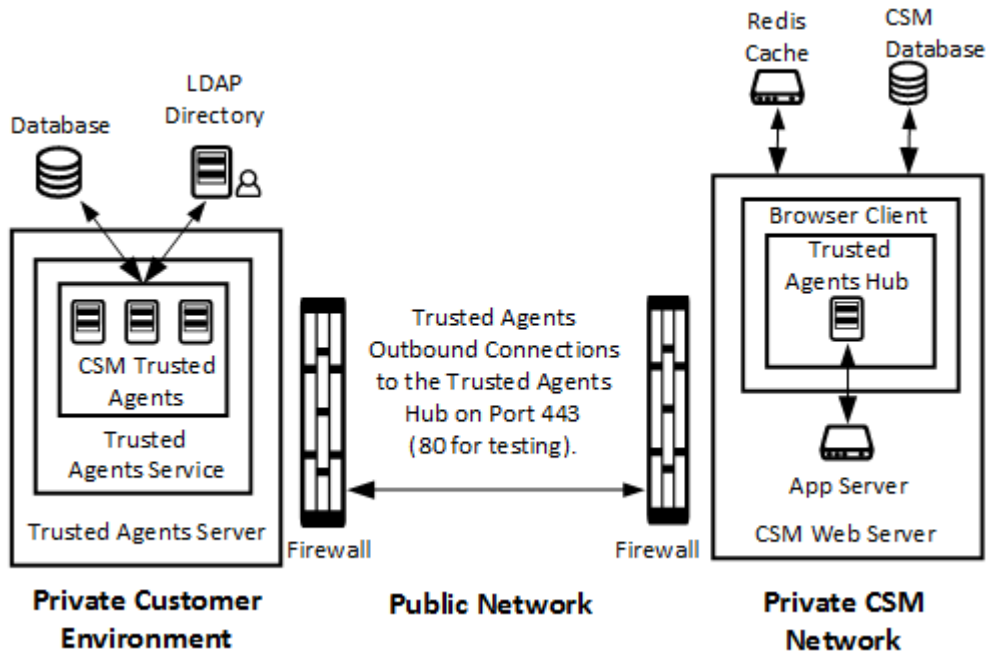 Database
LDAP
Directory
CSM Trusted
Agents
Trusted
Agents Service
Trusted Agents Server
Private Customer
Environment
Firewall
Trusted Agents
Outbound Connections
to the Trusted Agents
Hub on Port 443
(80 for testing).
Public Network
Firewall
Redis
Cache
CSM
Database
Browser Client
Trusted
Agents Hub
App Server
CSM Web Server
Private CSM
Network